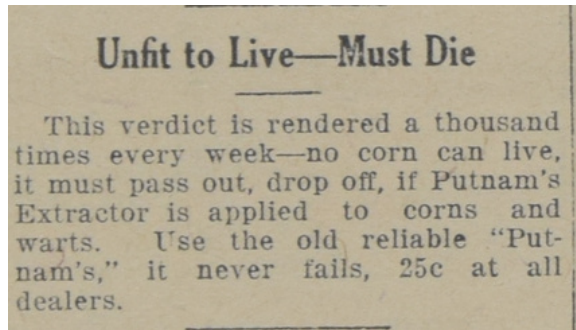 Unfit to Live—Must Die
This verdict is rendered a thousand
times every week—no corn can live,
it must pass out, drop off, if Putnam's
Extractor is applied to corns and
warts. Use the old reliable "Put-
nam's," it never fails, 25c at all
dealers.